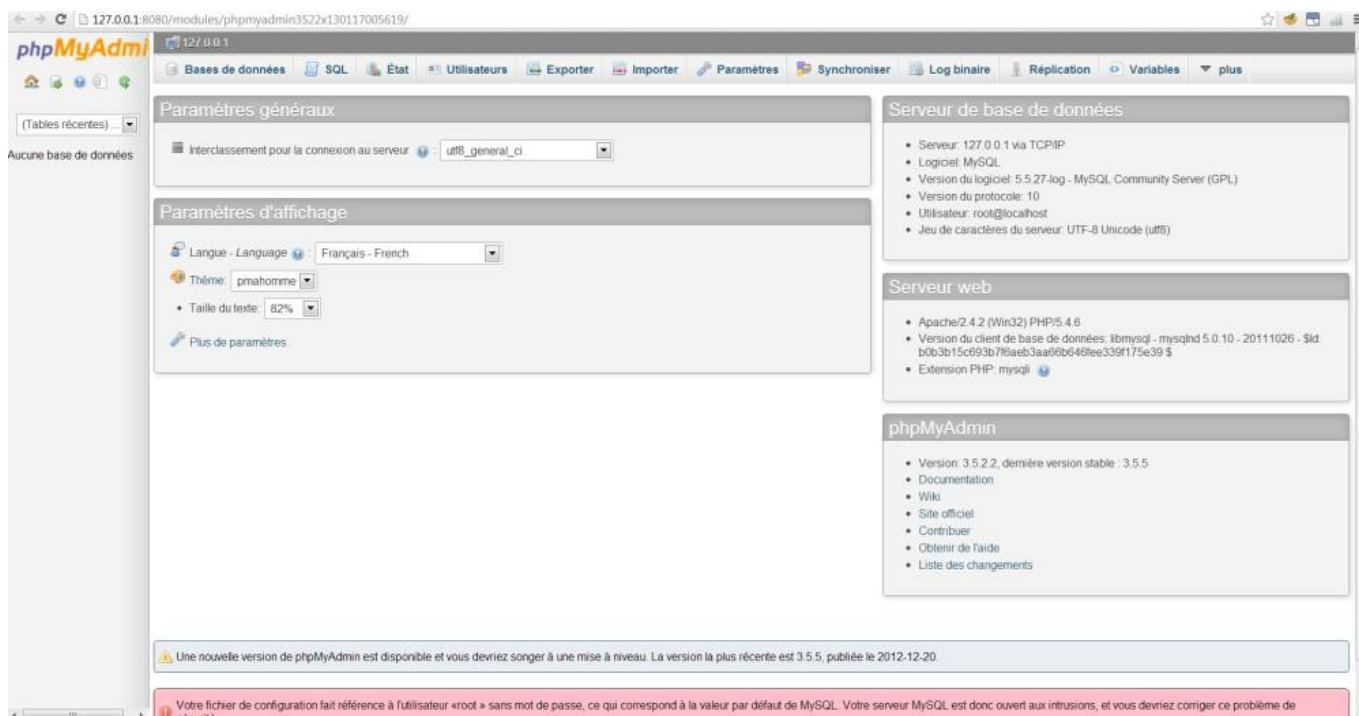 127.0.0.1:8080/modules/phpmyadmin3522x130117005619/
phpMyAdmi
127.0.0.1
Bases de données SQL État Utilisateurs Exporter Importer Paramètres Synchroniser Log binaire Réplication Variables plus
(Tables récentes) ...
Aucune base de données
Paramètres généraux
Interclassement pour la connexion au serveur : utf8_general_ci
Paramètres d'affichage
Langue - Language : Français - French
Thème: pmahomme
• Taille du texte: 82%
Plus de paramètres
Serveur de base de données
• Serveur: 127.0.0.1 via TCP/IP
• Logiciel: MySQL
• Version du logiciel: 5.5.27-log - MySQL Community Server (GPL)
• Version du protocole: 10
• Utilisateur: root@localhost
• Jeu de caractères du serveur: UTF-8 Unicode (utf8)
Serveur web
• Apache/2.4.2 (Win32) PHP/5.4.6
• Version du client de base de données: libmysql - mysqlnd 5.0.10 - 20111026 - $Id:
b0b3b15c693b7f6aeb3aa66b646fee339f175e39 $
• Extension PHP: mysqli
phpMyAdmin
• Version: 3.5.2.2, dernière version stable : 3.5.5
• Documentation
• Wiki
• Site officiel
• Contribuer
• Obtenir de l'aide
• Liste des changements
Une nouvelle version de phpMyAdmin est disponible et vous devriez songer à une mise à niveau. La version la plus récente est 3.5.5, publiée le 2012-12-20.
Votre fichier de configuration fait référence à l'utilisateur «root » sans mot de passe, ce qui correspond à la valeur par défaut de MySQL. Votre serveur MySQL est donc ouvert aux intrusions, et vous devriez corriger ce problème de